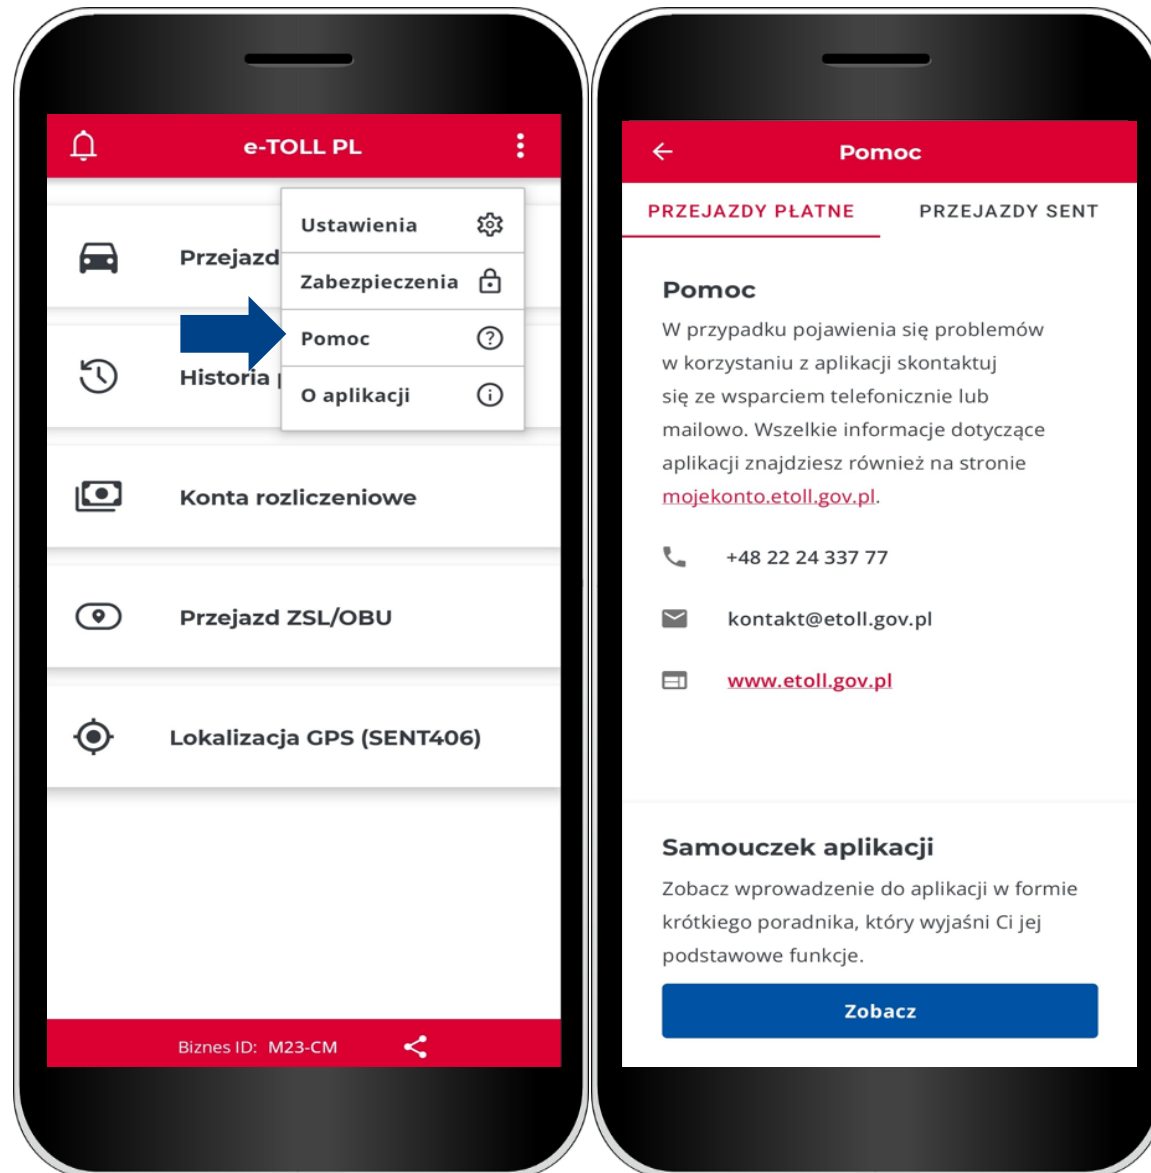 e-TOLL PL
Ustawienia
Przejazd
Zabezpieczenia
Pomoc
Historia
O aplikacji
Konta rozliczeniowe
Przejazd ZSL/OBU
Lokalizacja GPS (SENT406)
Biznes ID: M23-CM
Pomoc
PRZEJAZDY PŁATNE
PRZEJAZDY SENT
Pomoc
W przypadku pojawienia się problemów
w korzystaniu z aplikacji skontaktuj
się ze wsparciem telefonicznie lub
mailowo. Wszelkie informacje dotyczące
aplikacji znajdziesz również na stronie
mojekonto.etoll.gov.pl.
+48 22 24 337 77
kontakt@etoll.gov.pl
www.etoll.gov.pl
Samouczek aplikacji
Zobacz wprowadzenie do aplikacji w formie
krótkiego poradnika, który wyjaśni Ci jej
podstawowe funkcje.
Zobacz